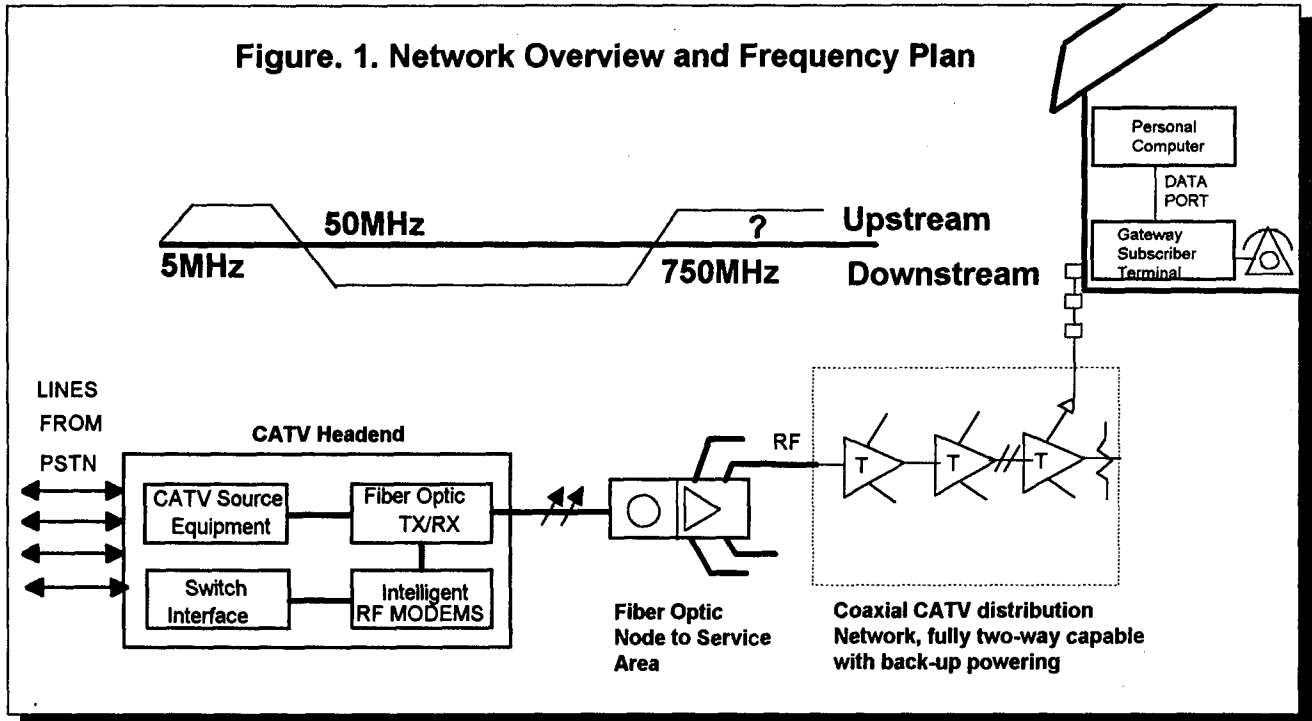 Figure. 1. Network Overview and Frequency Plan
Personal
Computer
DATA
PORT
Gateway
Subscriber
Terminal
50MHz
?
Upstream
5MHz
750MHz
Downstream
LINES
FROM
PSTN
CATV Headend
CATV Source
Equipment
Fiber Optic
TX/RX
Switch
Interface
Intelligent
RF MODEMS
RF
T
T
T
Fiber Optic
Node to Service
Area
Coaxial CATV distribution
Network, fully two-way capable
with back-up powering